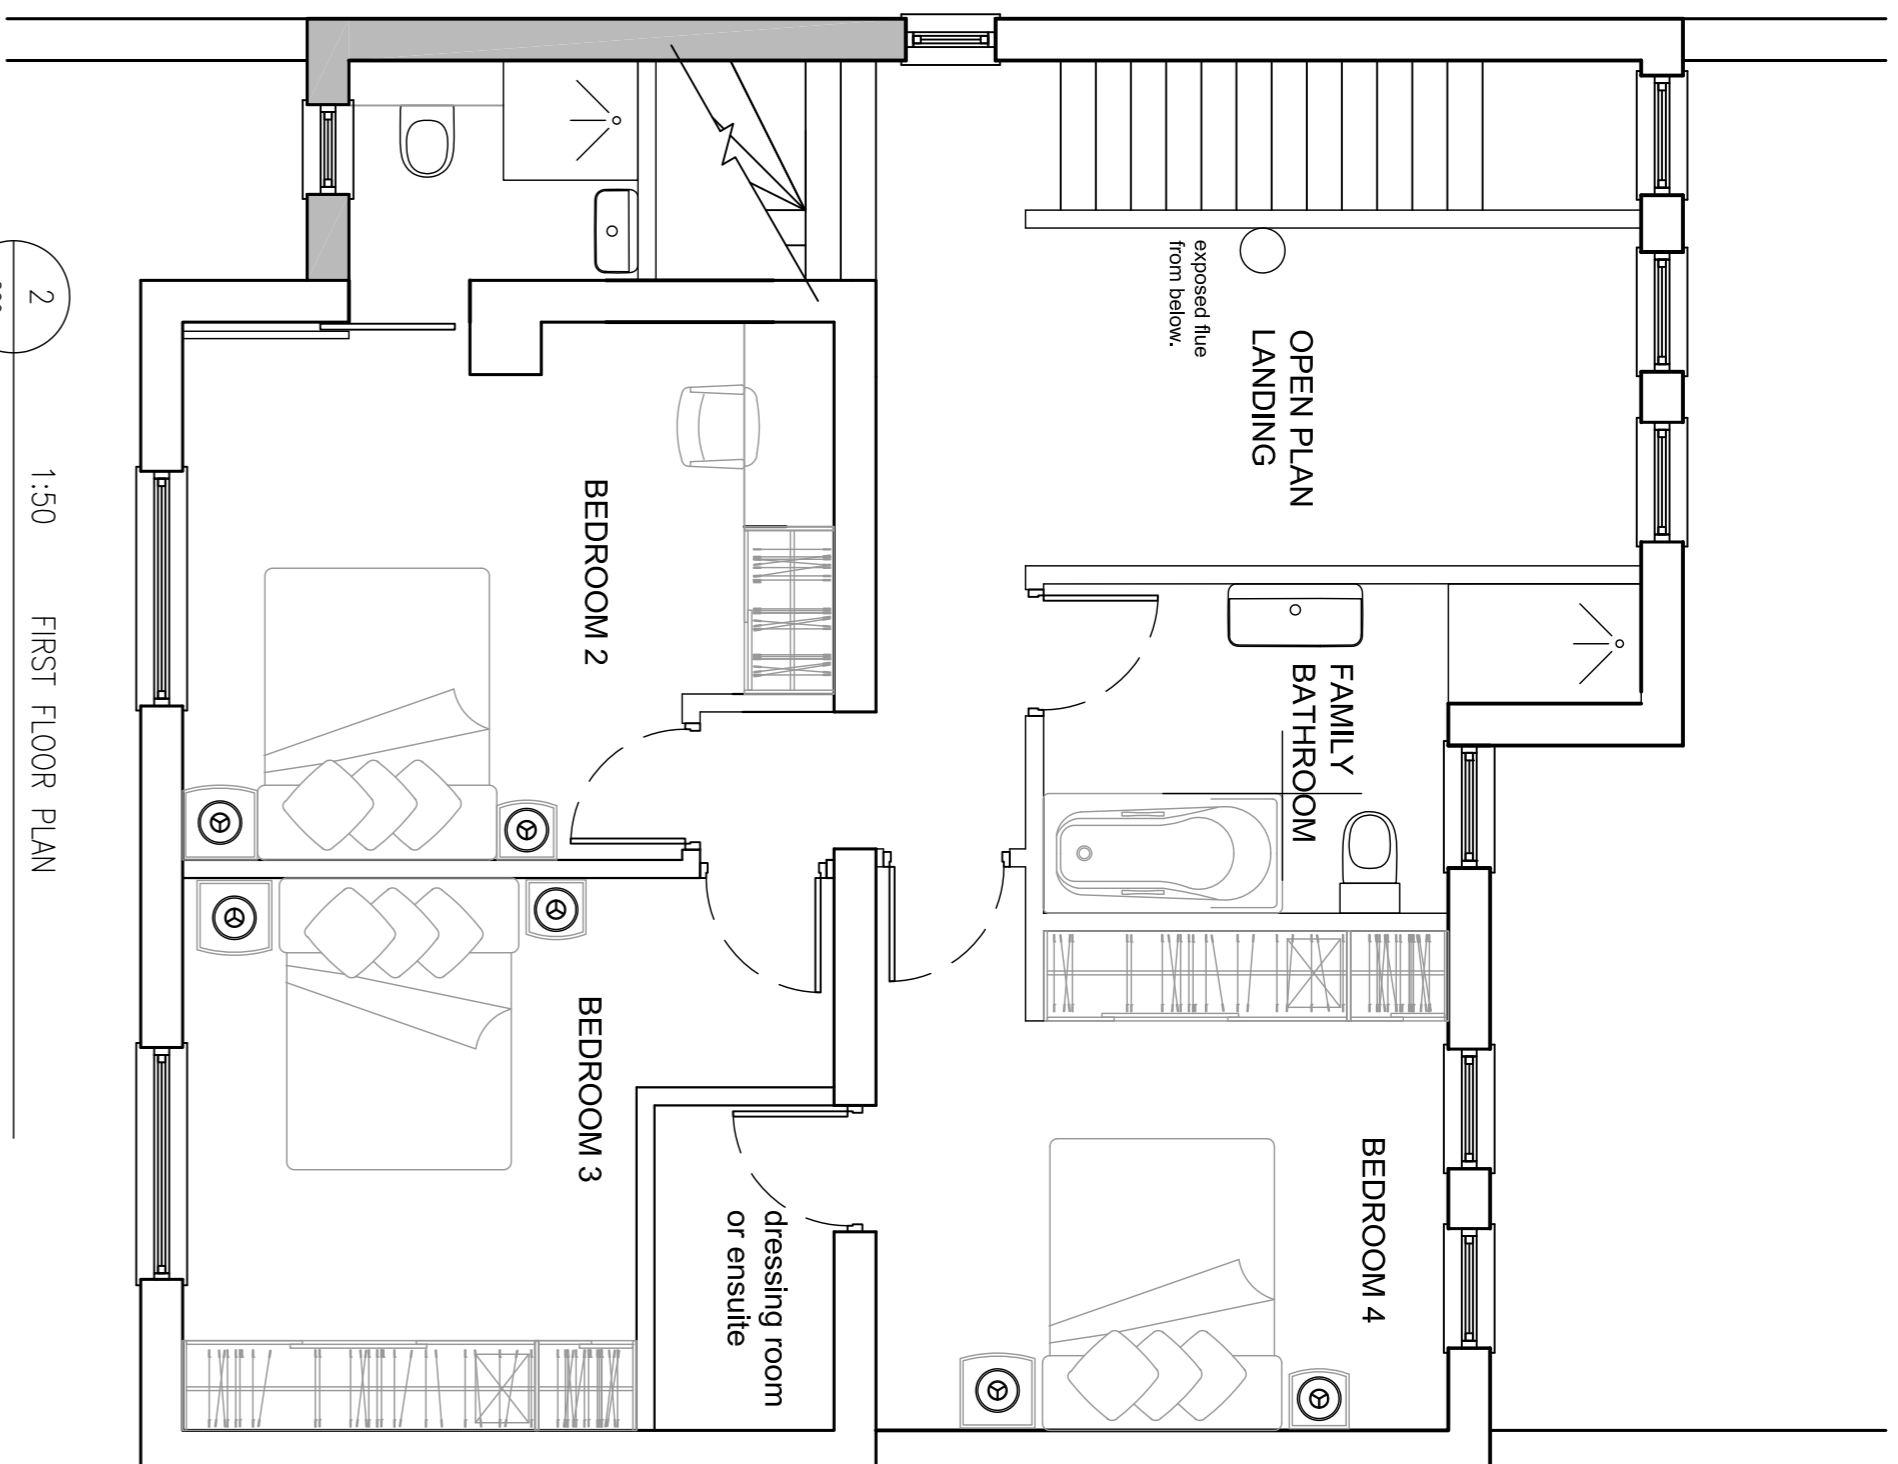 OPEN PLAN
LANDING
exposed flue
from below.
FAMILY
BATHROOM
BEDROOM 4
BEDROOM 2
BEDROOM 3
dressing room
or ensuite
2
1:50
FIRST FLOOR PLAN